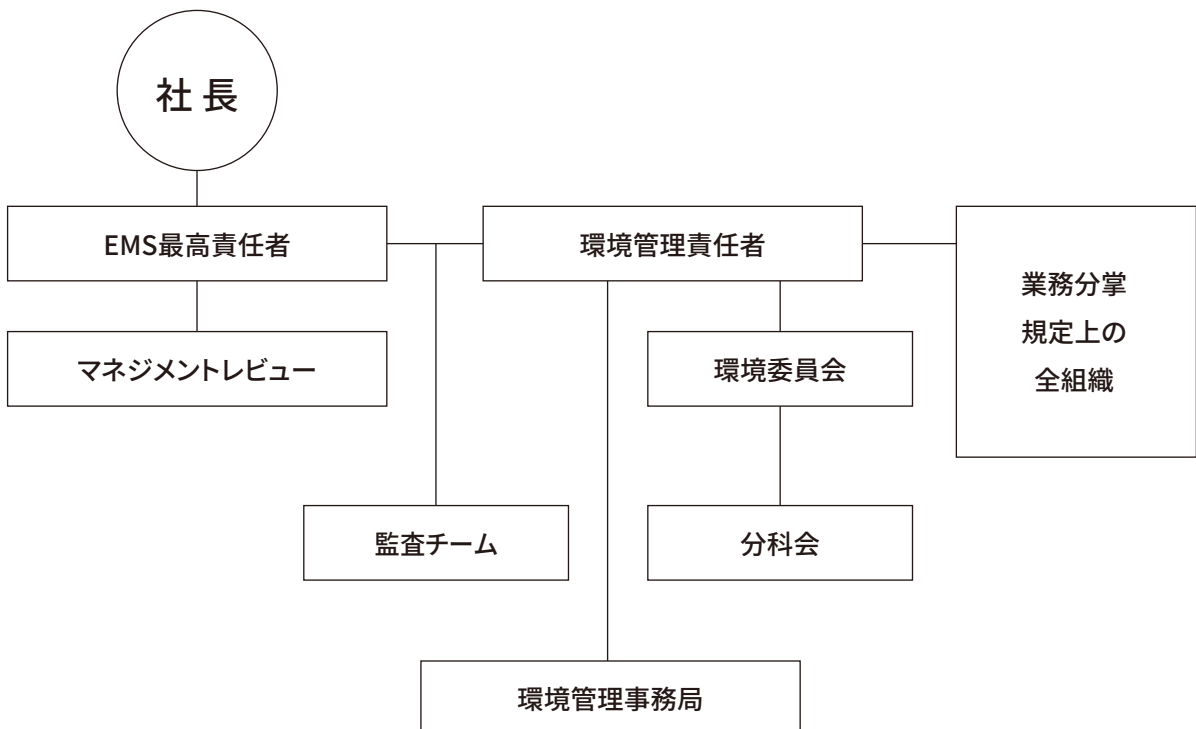 社長
EMS最高責任者
環境管理責任者
業務分掌
規定上の
全組織
マネジメントレビュー
環境委員会
監査チーム
分科会
環境管理事務局